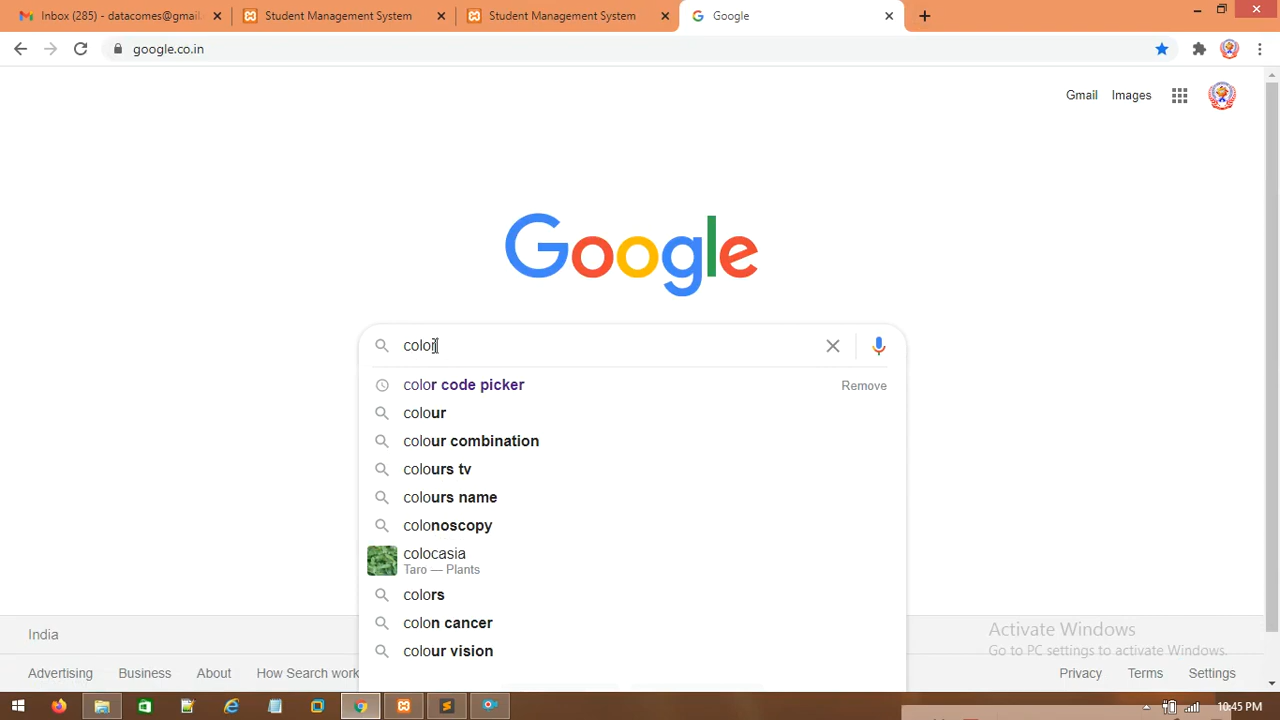 Inbox (285) - datacomes@gmail.
Student Management System
Student Management System
Google
google.co.in
Gmail
Images
Google
colo
color code picker
Remove
colour
colour combination
colours tv
colours name
colonoscopy
colocasia
Taro — Plants
colors
colon cancer
colour vision
India
Activate Windows
Go to PC settings to activate Windows.
Advertising
Business
About
How Search work
Privacy
Terms
Settings
10:45 PM